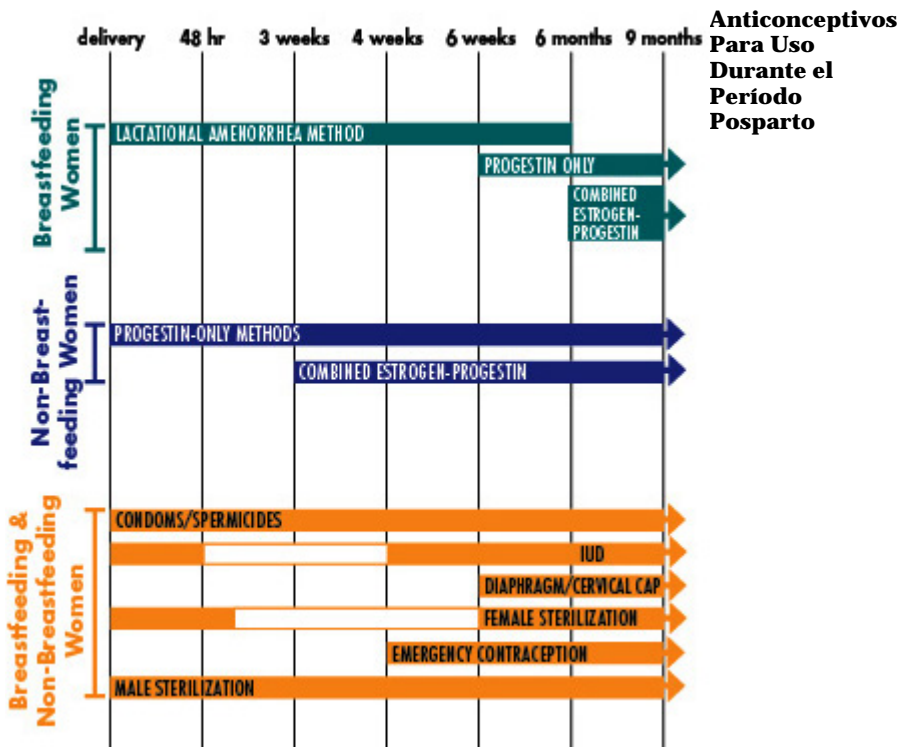 Anticonceptivos
Para Uso
Durante el
Período
Posparto
delivery 48 hr 3 weeks 4 weeks 6 weeks 6 months 9 months
Breastfeeding
Women
LACTATIONAL AMENORRHEA METHOD
PROGESTIN ONLY
COMBINED
ESTROGEN-
PROGESTIN
Non-Breast-
feeding Women
PROGESTIN-ONLY METHODS
COMBINED ESTROGEN-PROGESTIN
Breastfeeding &
Non-Breastfeeding
Women
CONDOMS/SPERMICIDES
IUD
DIAPHRAGM/CERVICAL CAP
FEMALE STERILIZATION
EMERGENCY CONTRACEPTION
MALE STERILIZATION